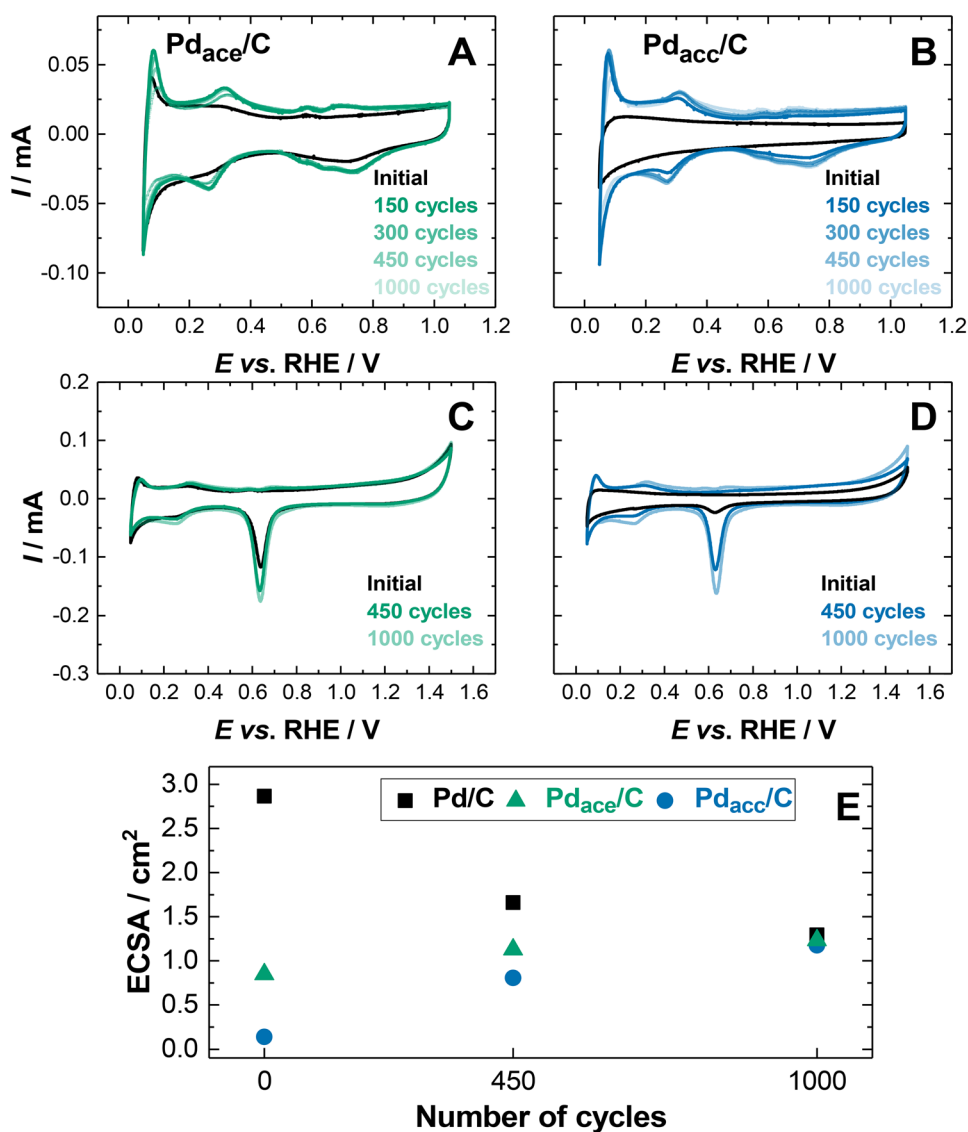 Pd_ace/C
A
0.05
0.00
-0.05
-0.10
I / mA
Initial
150 cycles
300 cycles
450 cycles
1000 cycles
0.0 0.2 0.4 0.6 0.8 1.0 1.2
E vs. RHE / V
Pd_acc/C
B
Initial
150 cycles
300 cycles
450 cycles
1000 cycles
0.0 0.2 0.4 0.6 0.8 1.0 1.2
E vs. RHE / V
C
0.2
0.1
0.0
-0.1
-0.2
-0.3
I / mA
Initial
450 cycles
1000 cycles
0.0 0.2 0.4 0.6 0.8 1.0 1.2 1.4 1.6
E vs. RHE / V
D
Initial
450 cycles
1000 cycles
0.0 0.2 0.4 0.6 0.8 1.0 1.2 1.4 1.6
E vs. RHE / V
Pd/C Pd_ace/C Pd_acc/C
E
3.0
2.5
2.0
1.5
1.0
0.5
0.0
ECSA / cm²
0 450 1000
Number of cycles